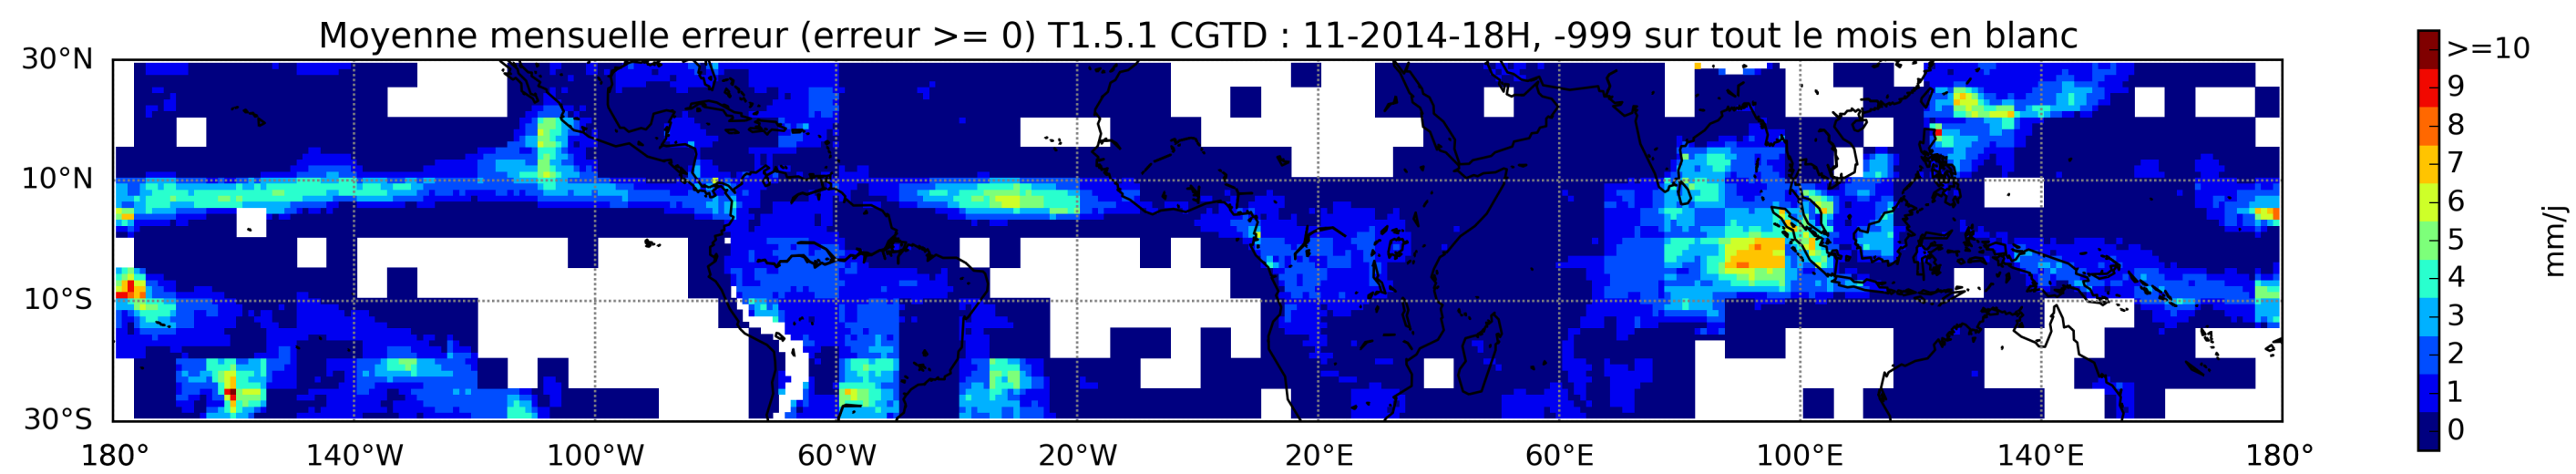 Moyenne mensuelle erreur (erreur >= 0) T1.5.1 CGTD : 11-2014-18H, -999 sur tout le mois en blanc
30°N
10°N
10°S
30°S
180° 140°W 100°W 60°W 20°W 20°E 60°E 100°E 140°E 180°
>=10
9
8
7
6
5
4
3
2
1
0
mm/j